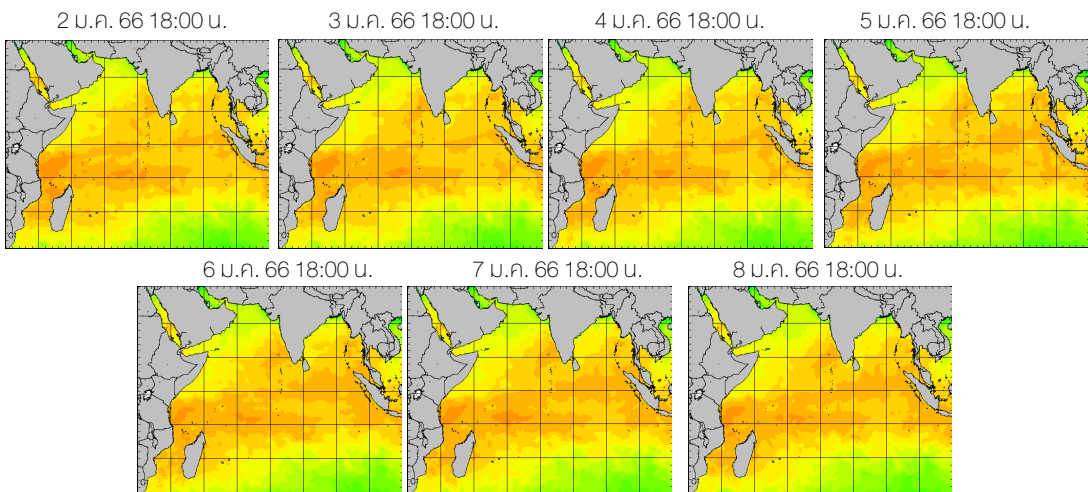 2 ม.ค. 66 18:00 น.
3 ม.ค. 66 18:00 น.
4 ม.ค. 66 18:00 น.
5 ม.ค. 66 18:00 น.
6 ม.ค. 66 18:00 น.
7 ม.ค. 66 18:00 น.
8 ม.ค. 66 18:00 น.